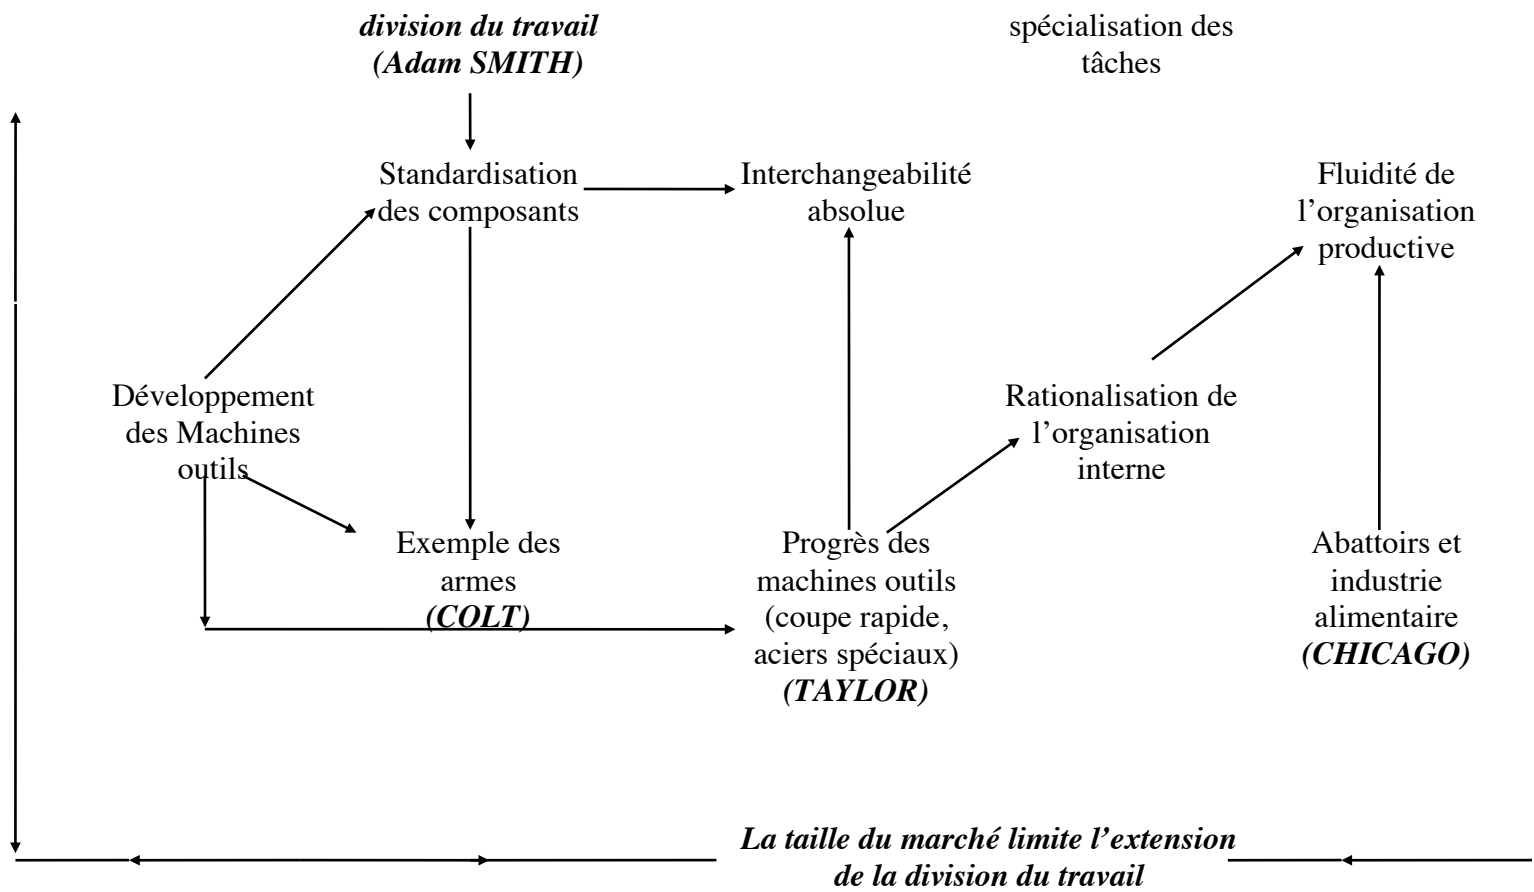 division du travail
(Adam SMITH)
spécialisation des
tâches
Standardisation
des composants
Interchangeabilité
absolue
Fluidité de
l’organisation
productive
Développement
des Machines
outils
Rationalisation de
l’organisation
interne
Exemple des
armes
(COLT)
Progrès des
machines outils
(coupe rapide,
aciers spéciaux)
(TAYLOR)
Abattoirs et
industrie
alimentaire
(CHICAGO)
La taille du marché limite l’extension
de la division du travail